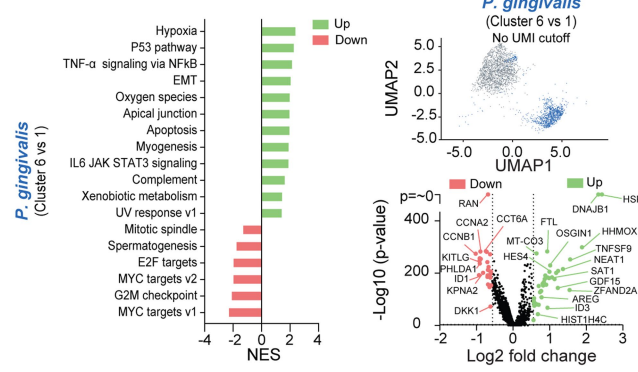 P. gingivalis
(Cluster 6 vs 1)
Up
Down
Hypoxia
P53 pathway
TNF-α signaling via NFkB
EMT
Oxygen species
Apical junction
Apoptosis
Myogenesis
IL6 JAK STAT3 signaling
Complement
Xenobiotic metabolism
UV response v1
Mitotic spindle
Spermatogenesis
E2F targets
MYC targets v2
G2M checkpoint
MYC targets v1
-4 -2 0 2 4
NES
P. gingivalis
(Cluster 6 vs 1)
No UMI cutoff
UMAP2
5.0
2.5
0.0
-2.5
-5.0
-5.0 0.0 5.0
UMAP1
Down
Up
-Log10 (p-value)
p=~0
400
200
0
RAN
CCNA2
CCT6A
CCNB1
KITLG
PHLDA1
ID1
KPNA2
DKK1
FTL
MT-CO3
OSGIN1
HES4
DNAJB1
HHMOX
TNFSF9
NEAT1
SAT1
GDF15
ZFAND2A
AREG
ID3
HIST1H4C
-2 -1 0 1 2 3
Log2 fold change